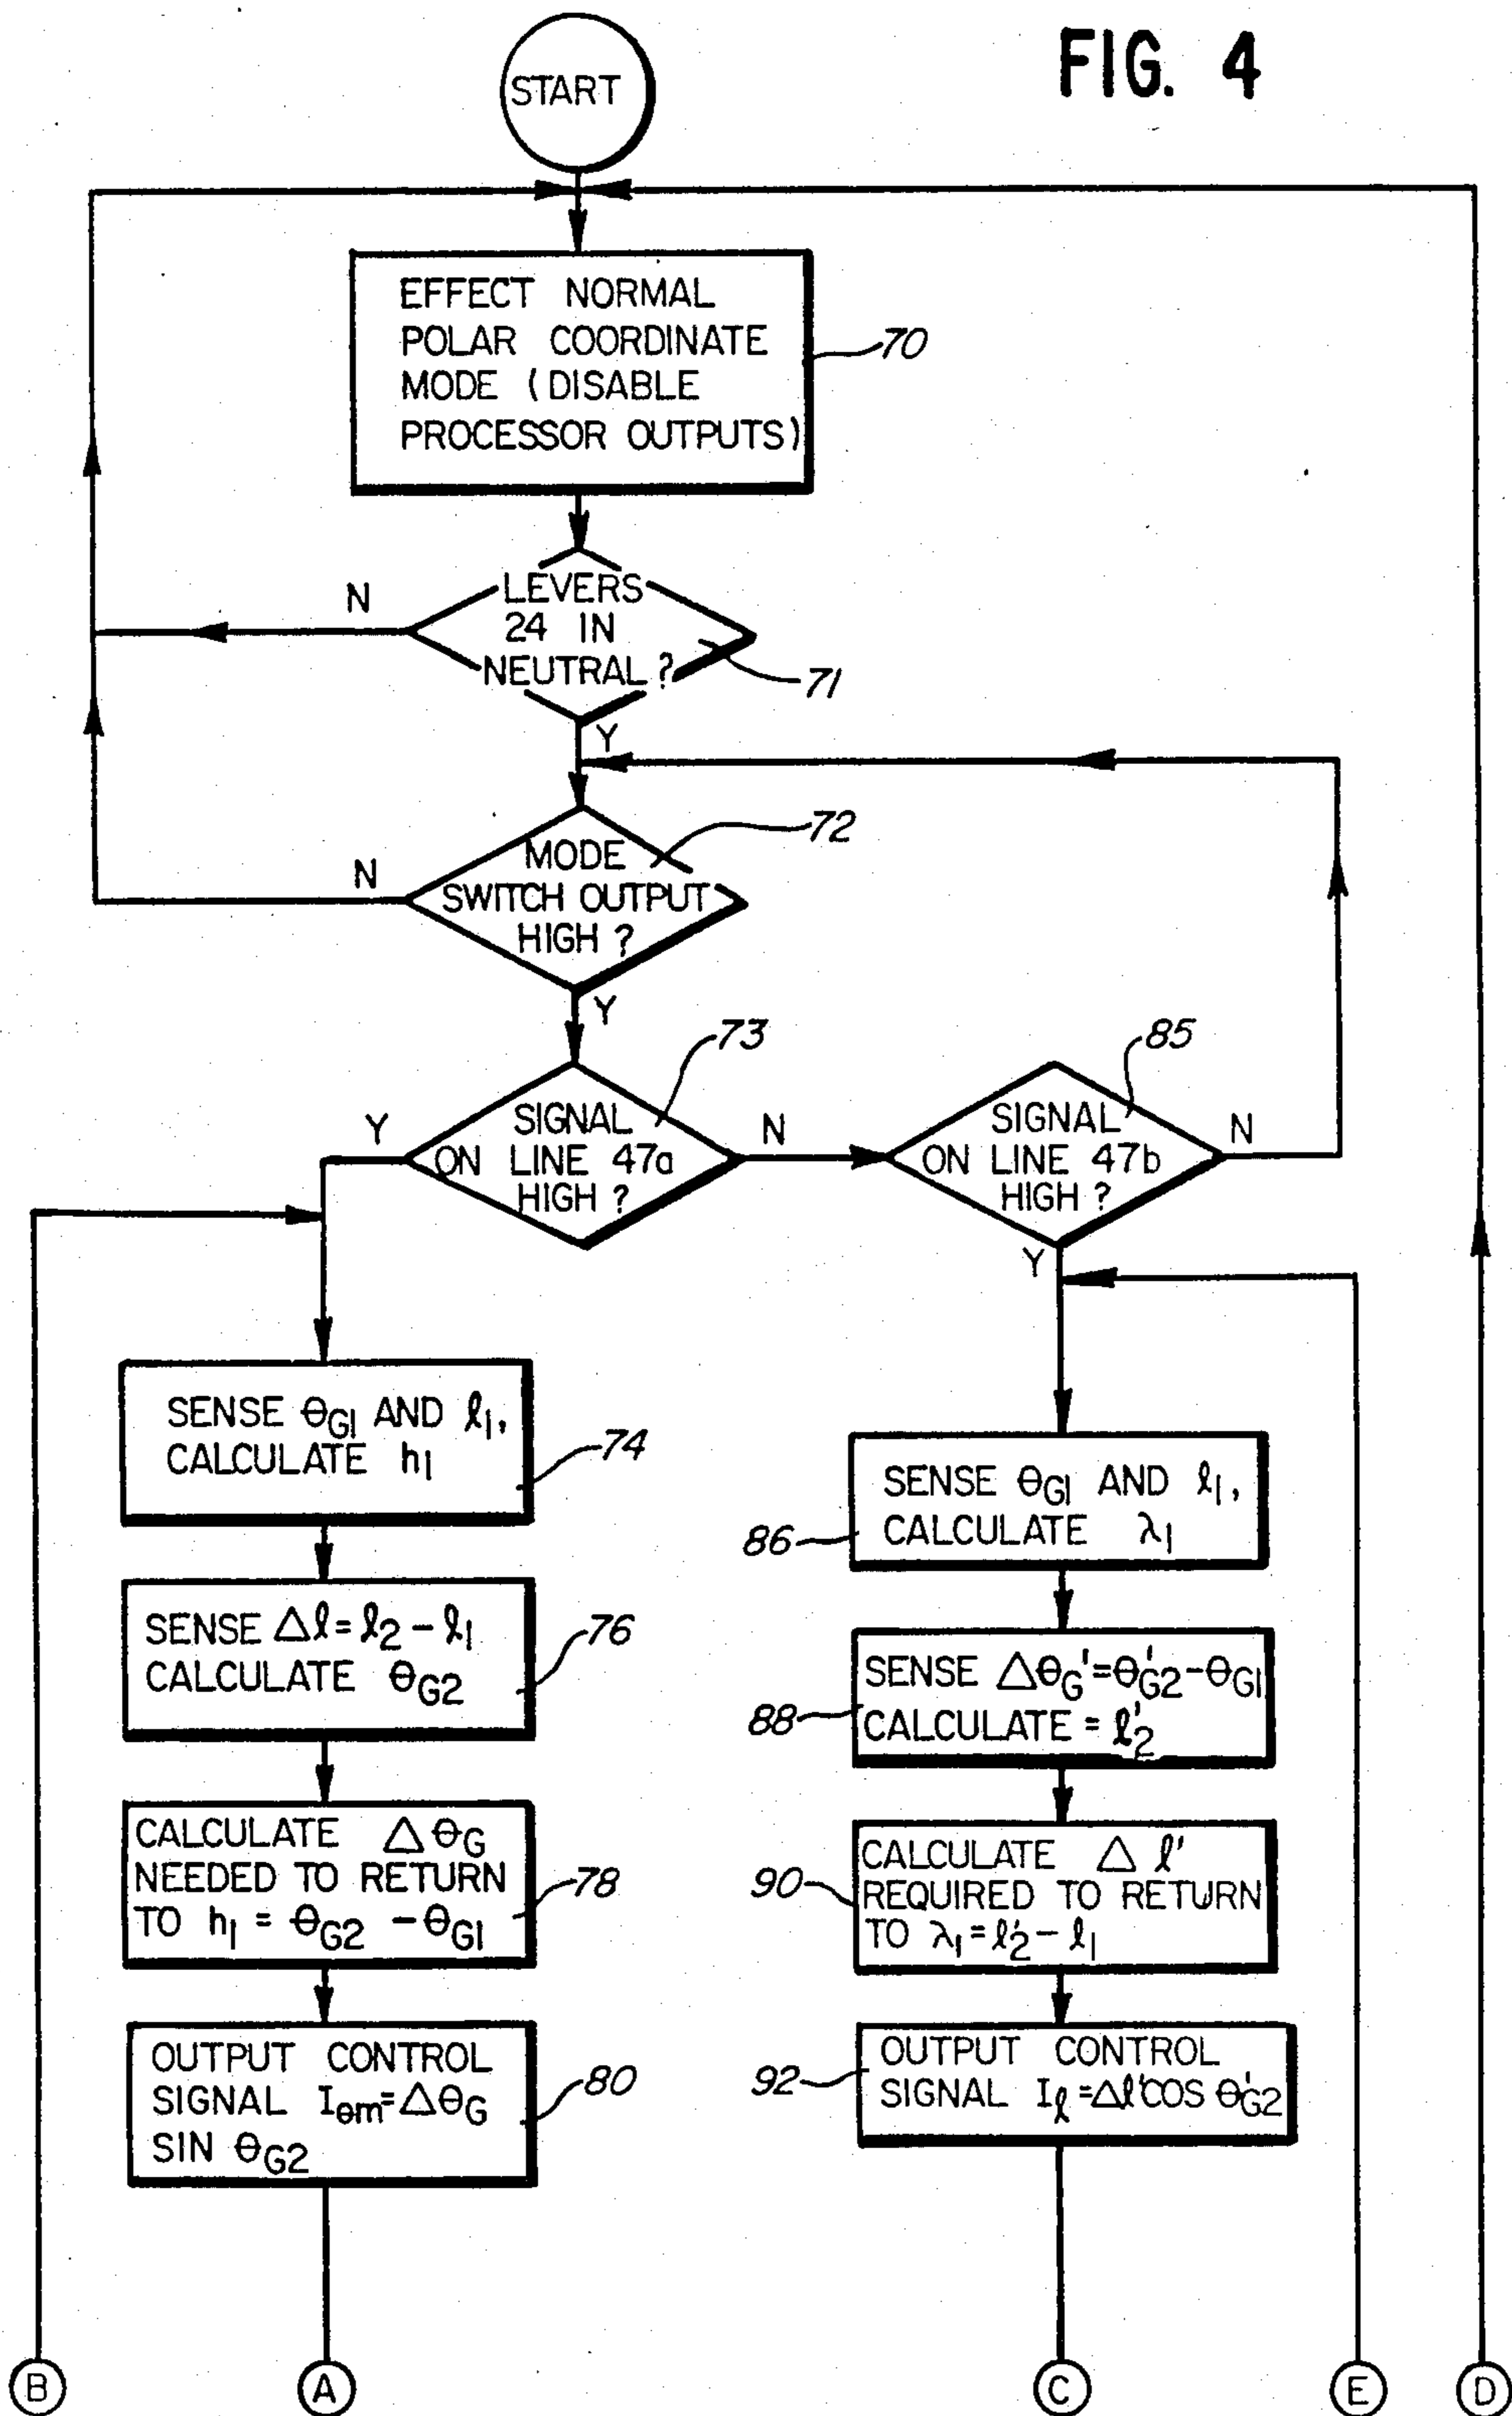 FIG. 4
START
EFFECT NORMAL
POLAR COORDINATE
MODE (DISABLE
PROCESSOR OUTPUTS)
70
LEVERS
24 IN
NEUTRAL ?
71
N
Y
MODE
SWITCH OUTPUT
HIGH ?
72
N
Y
SIGNAL
ON LINE 47a
HIGH ?
73
Y
N
SIGNAL
ON LINE 47b
HIGH ?
85
N
Y
SENSE θG1 AND ℓ1,
CALCULATE h1
74
SENSE Δℓ=ℓ2-ℓ1
CALCULATE θG2
76
CALCULATE ΔθG
NEEDED TO RETURN
TO h1 = θG2 -θG1
78
OUTPUT CONTROL
SIGNAL Iθm=ΔθG
SIN θG2
80
SENSE θG1 AND ℓ1,
CALCULATE λ1
86
SENSE ΔθG'=θ'G2-θG1
CALCULATE = ℓ'2
88
CALCULATE Δ ℓ'
REQUIRED TO RETURN
TO λ1=ℓ'2-ℓ1
90
OUTPUT CONTROL
SIGNAL Iℓ=Δℓ'COS θ'G2
92
B
A
C
E
D